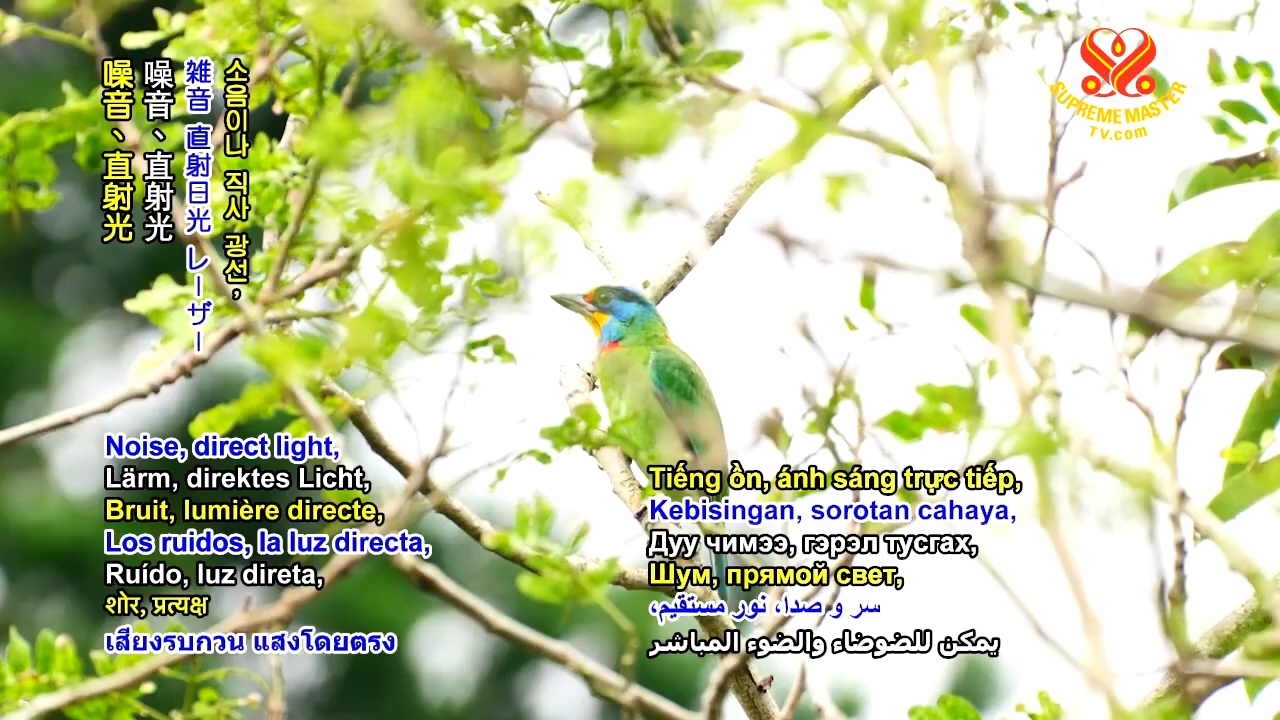 소음이나 직사 광선,
雑音 直射日光 レーザー
噪音、直射光
噪音、直射光
SUPREME MASTER
TV.com
Noise, direct light,
Lärm, direktes Licht,
Bruit, lumière directe,
Los ruidos, la luz directa,
Ruído, luz direta,
शोर, प्रत्यक्ष
เสียงรบกวน แสงโดยตรง
Tiếng ồn, ánh sáng trực tiếp,
Kebisingan, sorotan cahaya,
Дуу чимээ, гэрэл тусгах,
Шум, прямой свет,
سر و صدا، نور مستقیم،
يمكن للضوضاء والضوء المباشر